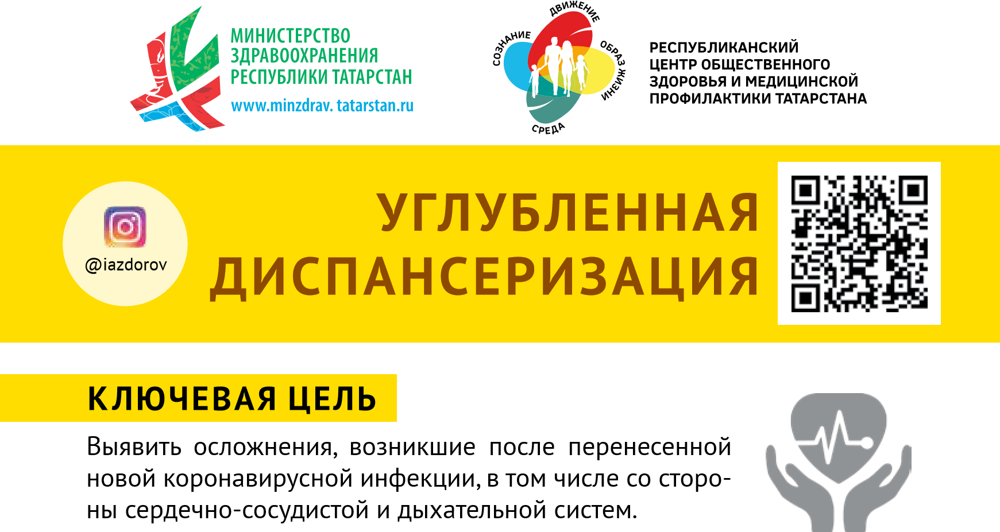 МИНИСТЕРСТВО
ЗДРАВООХРАНЕНИЯ
РЕСПУБЛИКИ ТАТАРСТАН
www.minzdrav. tatarstan.ru
СОЗНАНИЕ
ДВИЖЕНИЕ
ОБРАЗ ЖИЗНИ
СРЕДА
РЕСПУБЛИКАНСКИЙ
ЦЕНТР ОБЩЕСТВЕННОГО
ЗДОРОВЬЯ И МЕДИЦИНСКОЙ
ПРОФИЛАКТИКИ ТАТАРСТАНА
@iazdorov
УГЛУБЛЕННАЯ
ДИСПАНСЕРИЗАЦИЯ
КЛЮЧЕВАЯ ЦЕЛЬ
Выявить осложнения, возникшие после перенесенной
новой коронавирусной инфекции, в том числе со сторо-
ны сердечно-сосудистой и дыхательной систем.